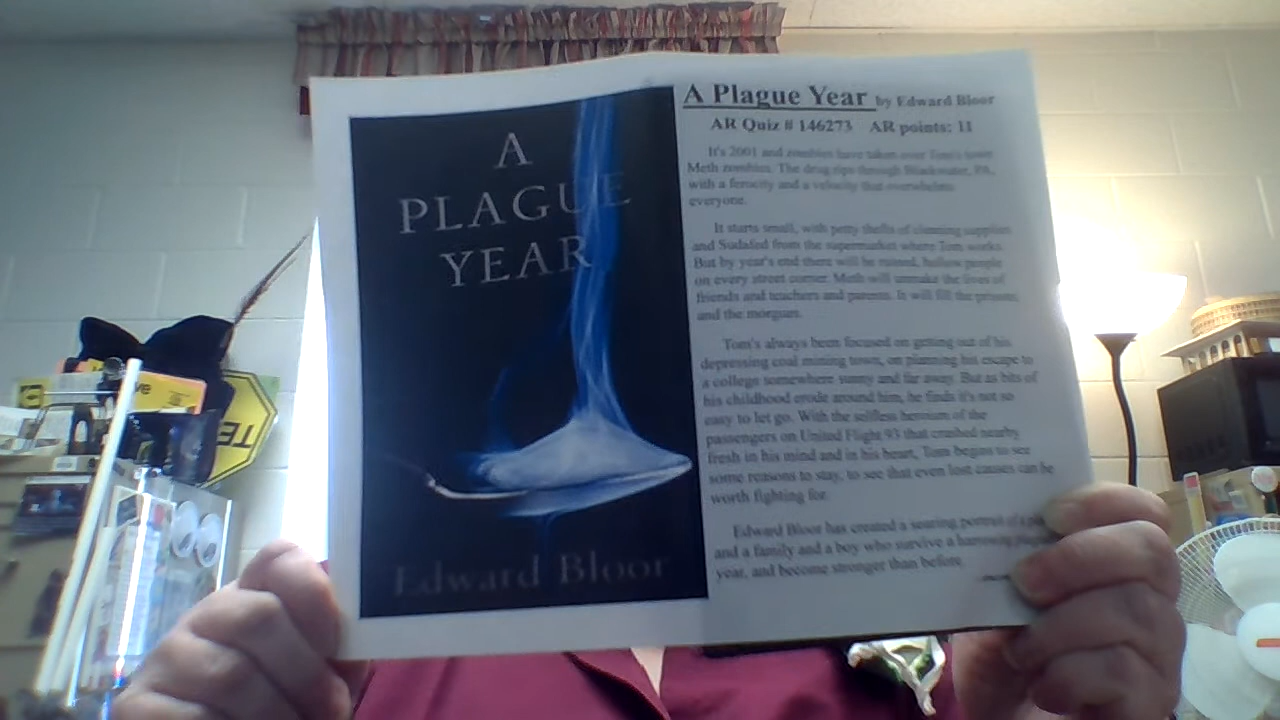 A
PLAGUE
YEAR
Edward Bloor
A Plague Year by Edward Bloor
AR Quiz # 146273 AR points: 11
It's 2001 and zombies have taken over Tom's town.
Meth zombies. The drug rips through Blackwater, PA,
with a ferocity and a velocity that overwhelms
everyone.
It starts small, with petty thefts of cleaning supplies
and Sudafed from the supermarket where Tom works.
But by year's end there will be ruined, hollow people
on every street corner. Meth will unmake the lives of
friends and teachers and parents. It will fill the prisons,
and the morgues.
Tom's always been focused on getting out of his
depressing coal mining town, on planning his escape to
a college somewhere sunny and far away. But as bits of
his childhood erode around him, he finds it's not so
easy to let go. With the selfless heroism of the
passengers on United Flight 93 that crashed nearby
fresh in his mind and in his heart, Tom begins to see
some reasons to stay, to see that even lost causes can be
worth fighting for.
Edward Bloor has created a searing portrait of a
and a family and a boy who survive a harrowing
year, and become stronger than before.